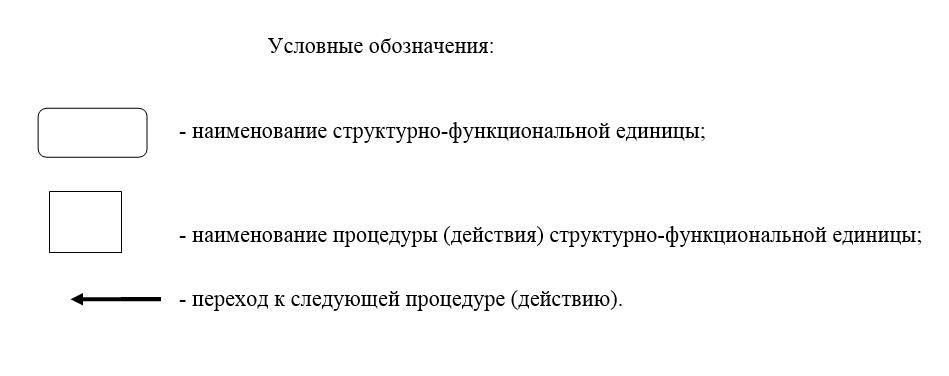 Условные обозначения:
- наименование структурно-функциональной единицы;
- наименование процедуры (действия) структурно-функциональной единицы;
- переход к следующей процедуре (действию).